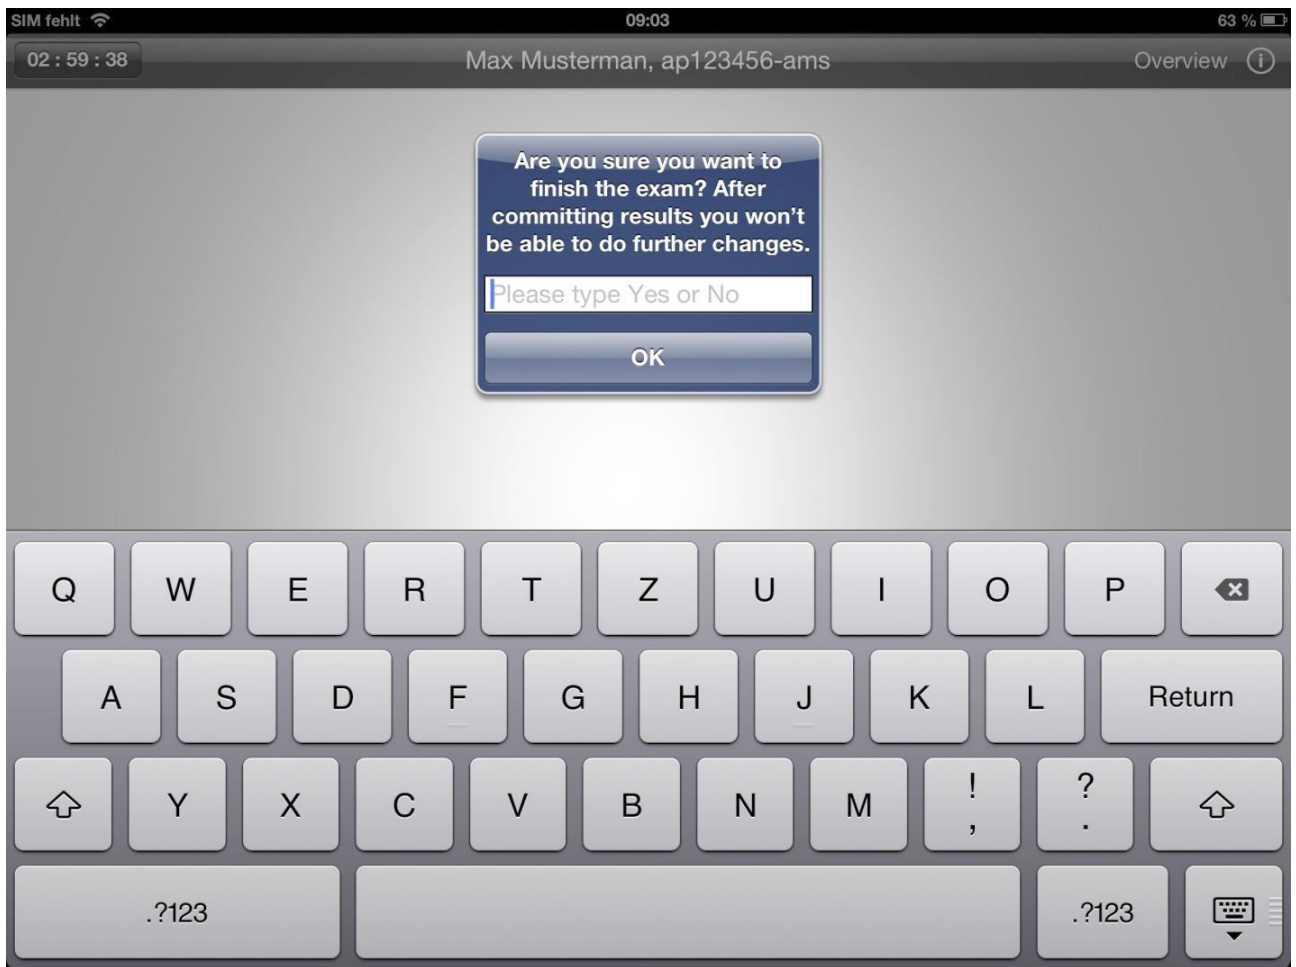 SIM fehlt 09:03 63 %
02 : 59 : 38 Max Musterman, ap123456-ams Overview i
Are you sure you want to
finish the exam? After
committing results you won't
be able to do further changes.
Please type Yes or No
OK
Q W E R T Z U I O P
A S D F G H J K L Return
Y X C V B N M ! , ? .
.?123 .?123